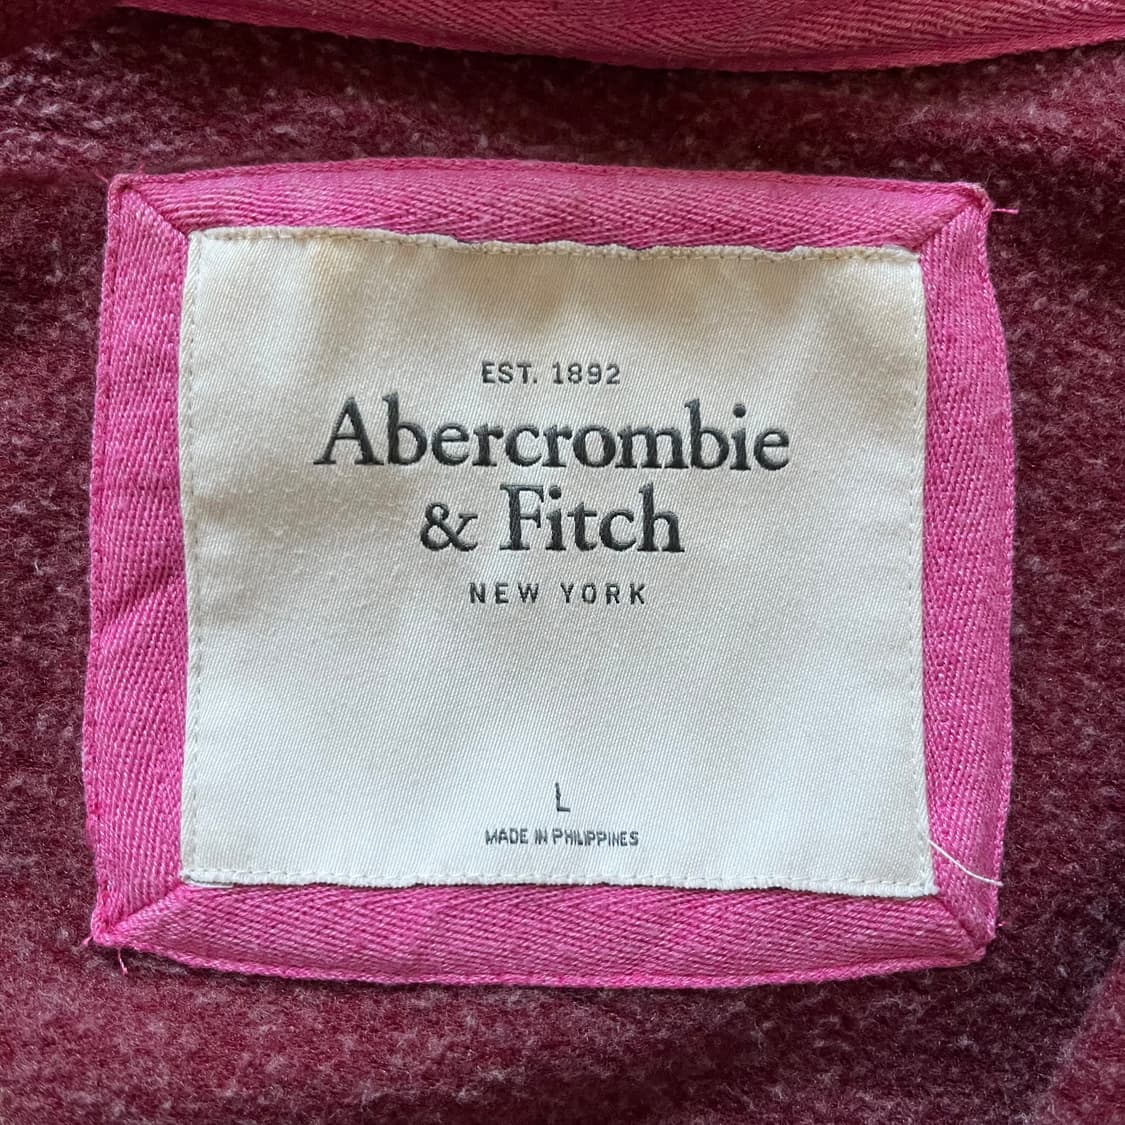 EST. 1892
Abercrombie
& Fitch
NEW YORK
L
MADE IN PHILIPPINES